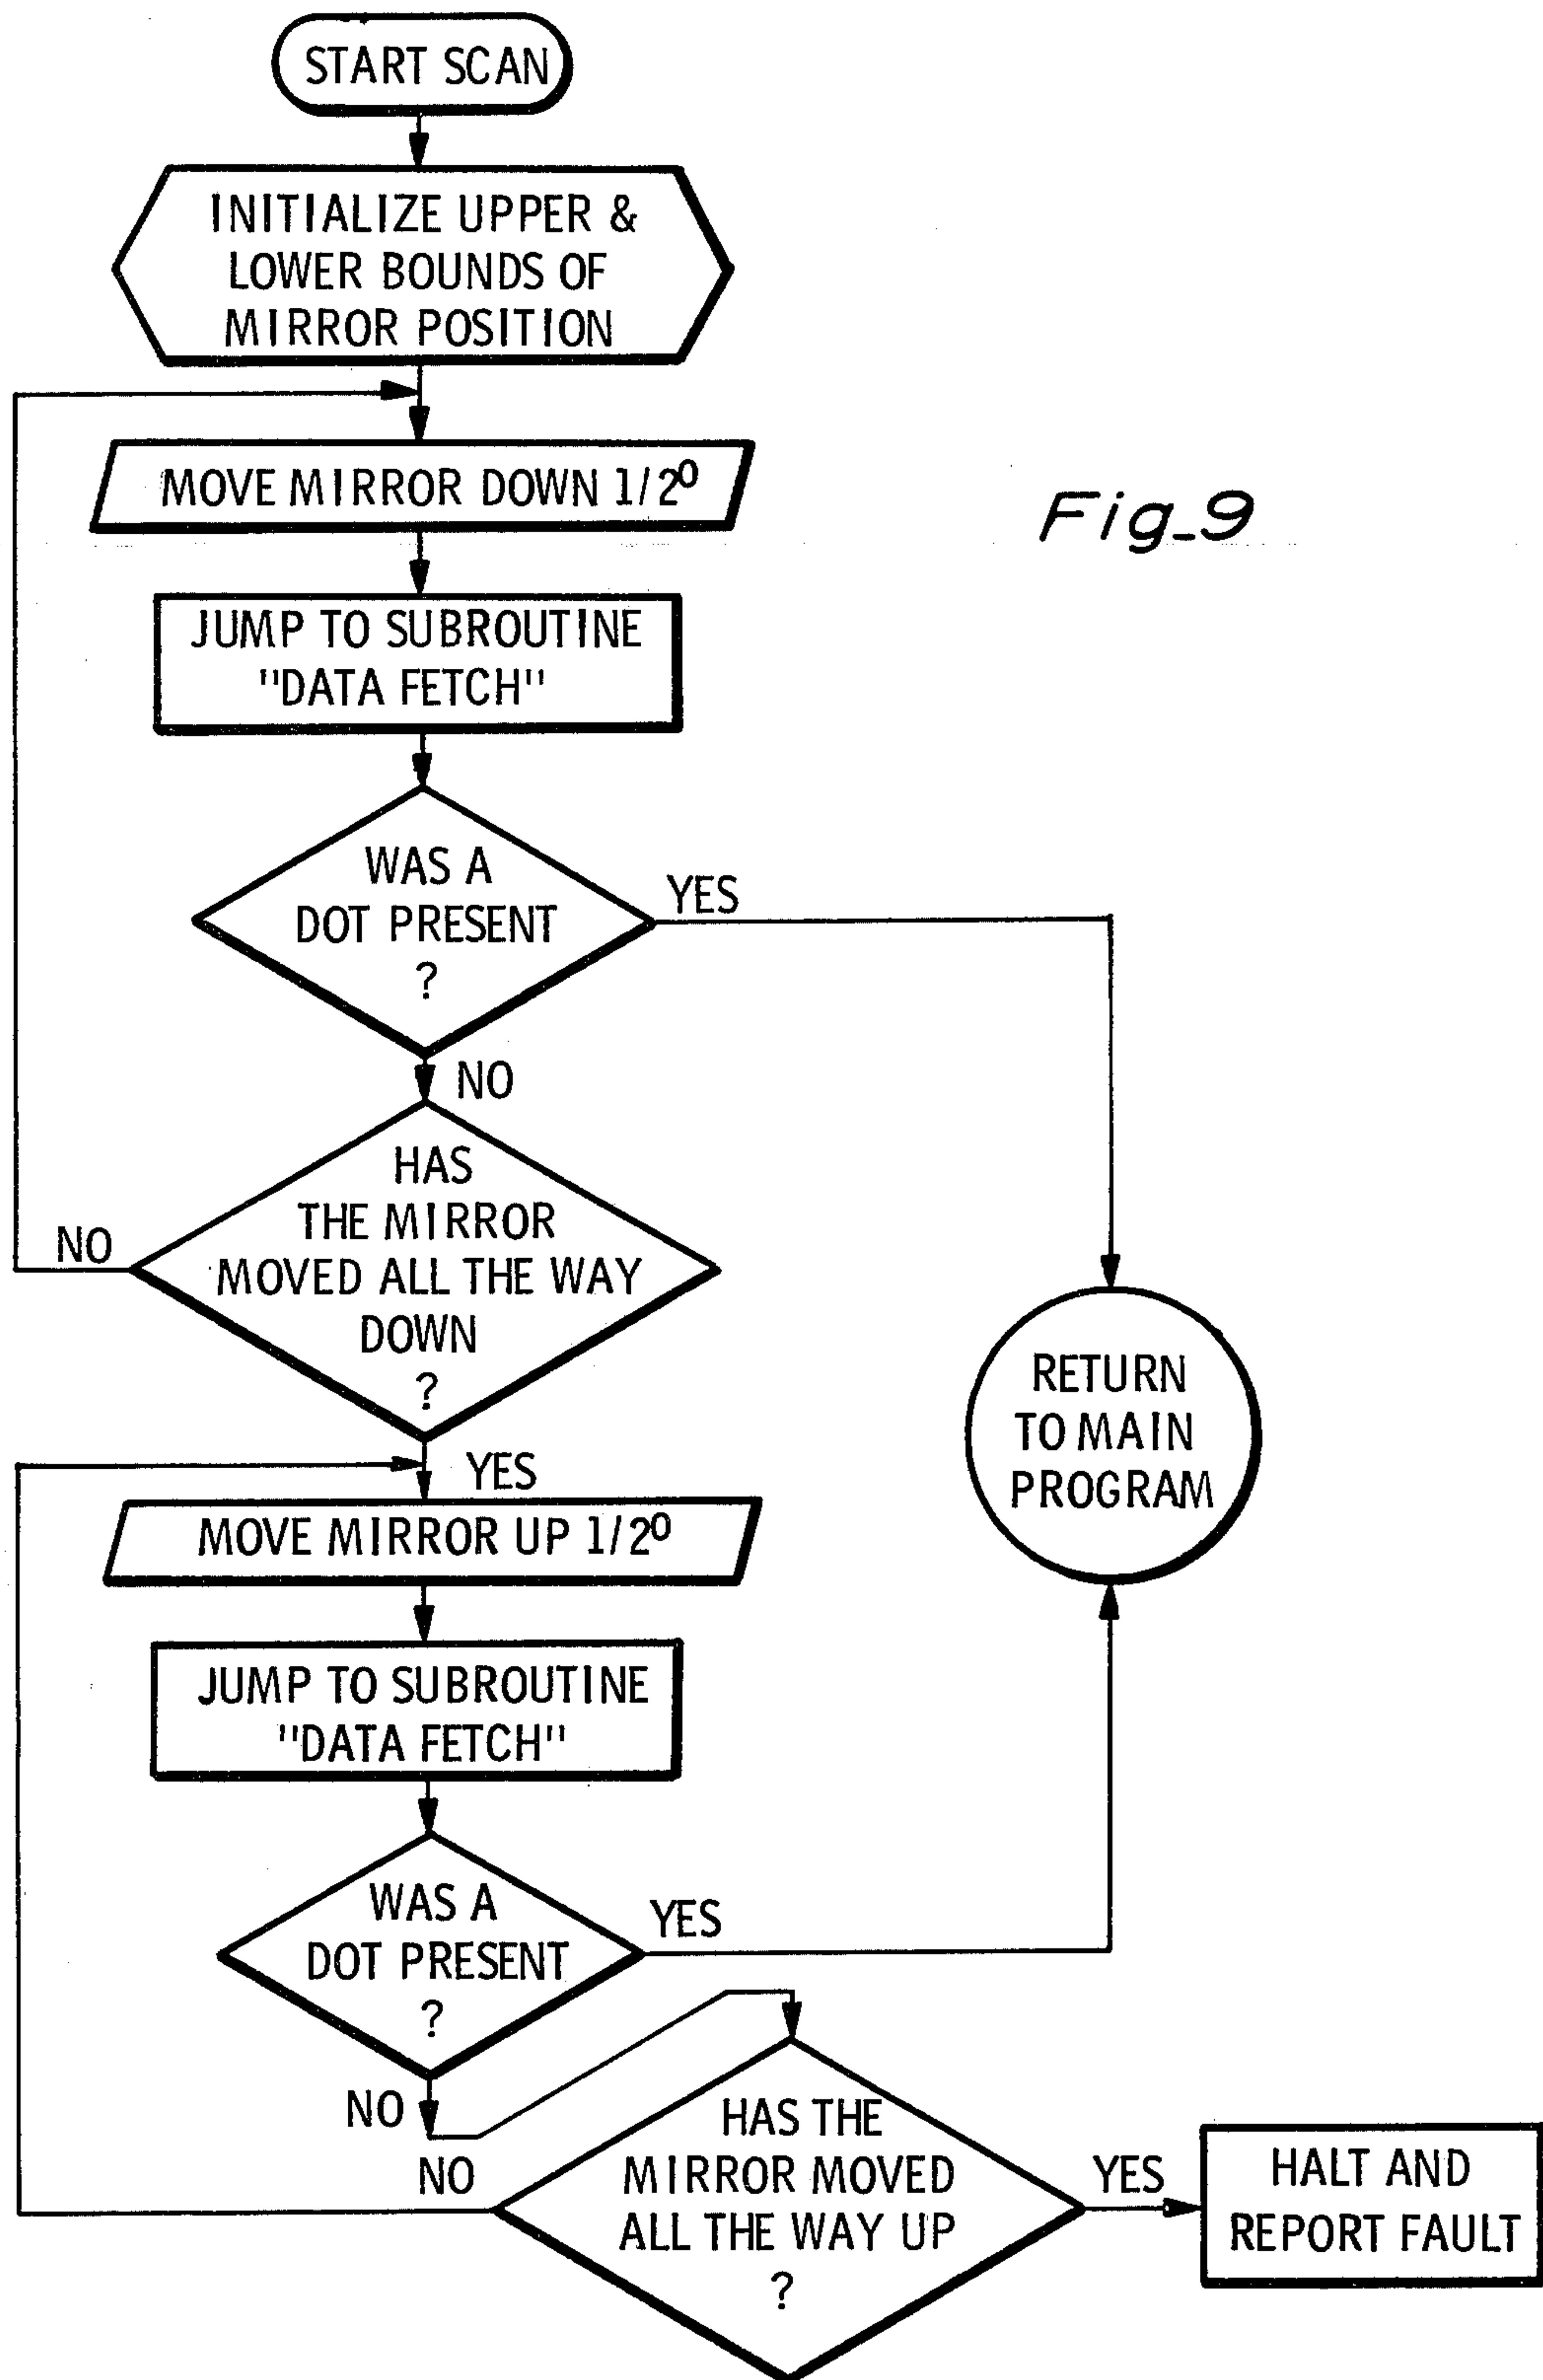 START SCAN
INITIALIZE UPPER &
LOWER BOUNDS OF
MIRROR POSITION
MOVE MIRROR DOWN 1/2⁰
Fig_9
JUMP TO SUBROUTINE
"DATA FETCH"
WAS A
DOT PRESENT
?
YES
NO
HAS
THE MIRROR
MOVED ALL THE WAY
DOWN
?
NO
RETURN
TO MAIN
PROGRAM
YES
MOVE MIRROR UP 1/2⁰
JUMP TO SUBROUTINE
"DATA FETCH"
WAS A
DOT PRESENT
?
YES
NO
HAS THE
MIRROR MOVED
ALL THE WAY UP
?
NO
YES
HALT AND
REPORT FAULT